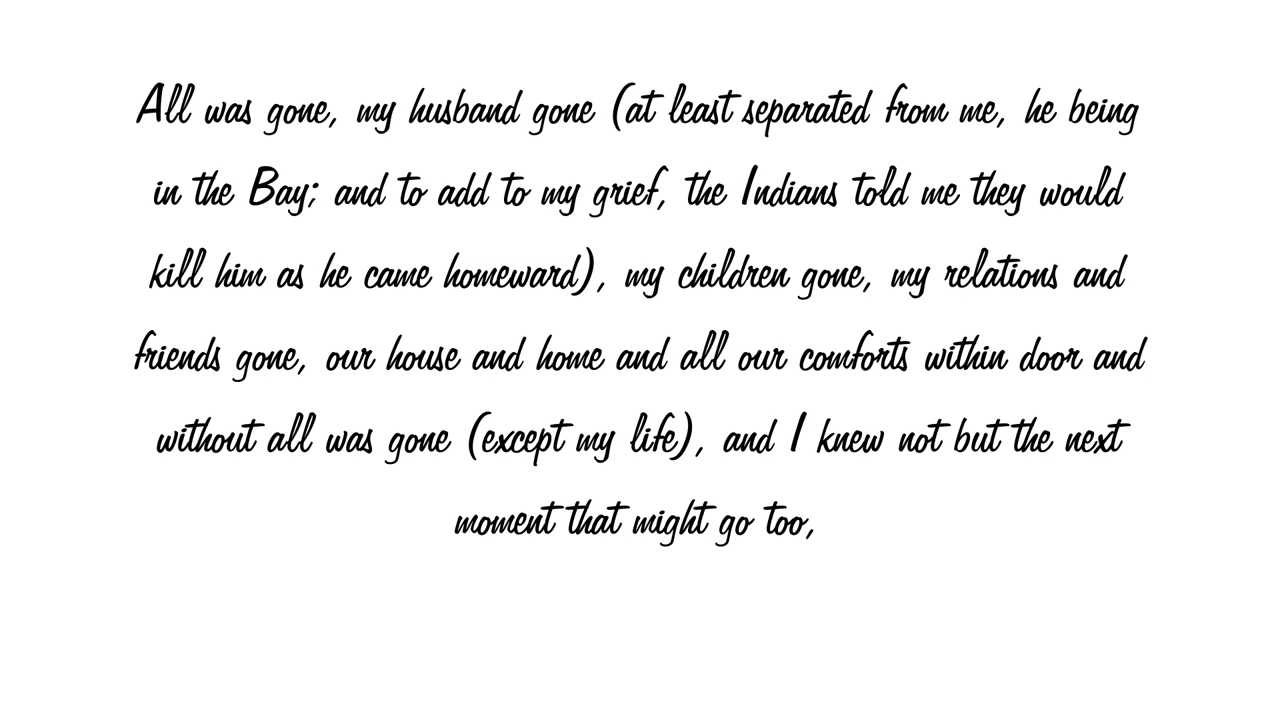 All was gone, my husband gone (at least separated from me, he being
in the Bay; and to add to my grief, the Indians told me they would
kill him as he came homeward), my children gone, my relations and
friends gone, our house and home and all our comforts within door and
without all was gone (except my life), and I knew not but the next
moment that might go too,